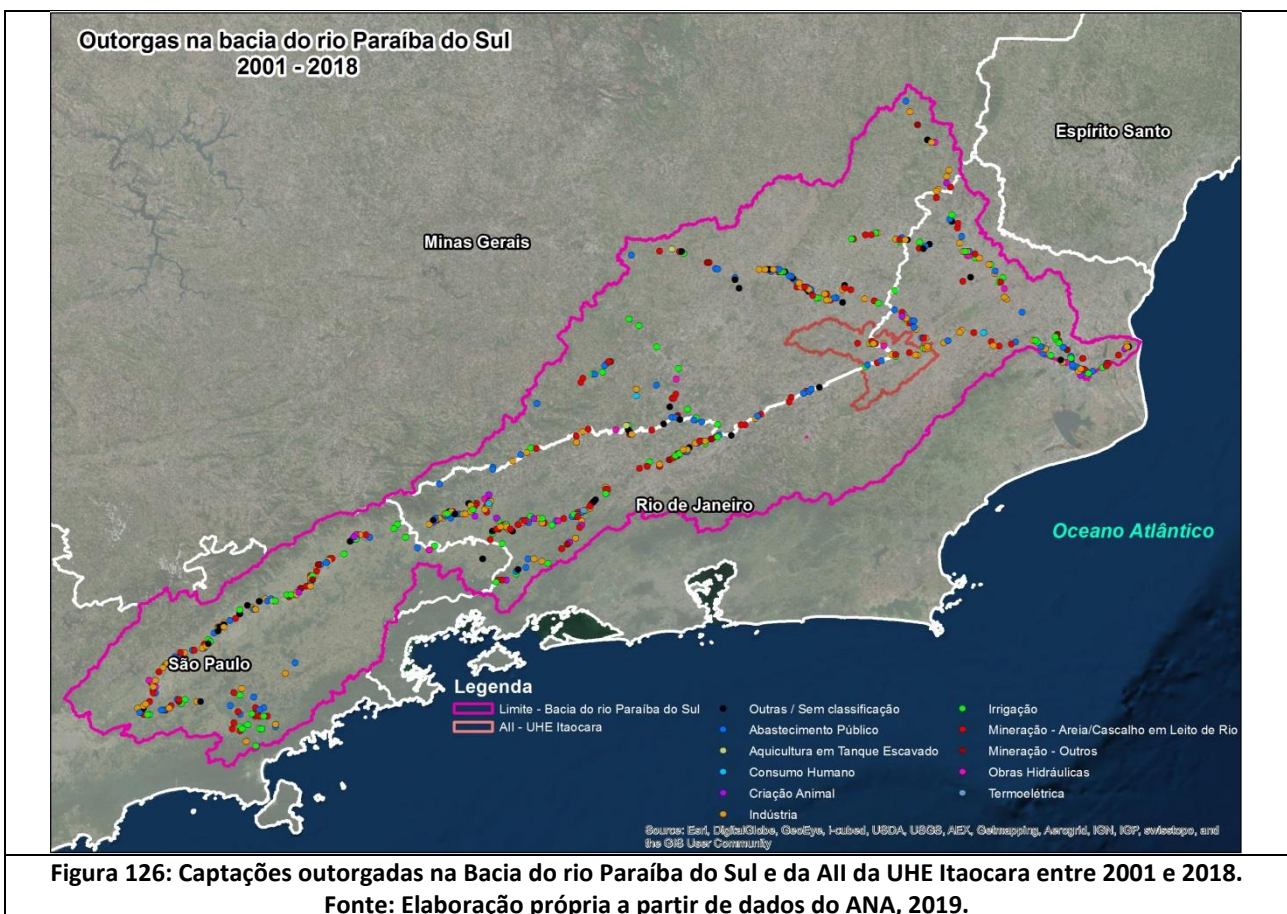 Outorgas na bacia do rio Paraíba do Sul
2001 - 2018
Espírito Santo
Minas Gerais
Rio de Janeiro
Oceano Atlântico
São Paulo
Legenda
Limite - Bacia do rio Paraíba do Sul
AII - UHE Itaocara
Outras / Sem classificação
Abastecimento Público
Aquicultura em Tanque Escavado
Consumo Humano
Criação Animal
Indústria
Irrigação
Mineração - Areia/Cascalho em Leito de Rio
Mineração - Outros
Obras Hidráulicas
Termoelétrica
Source: Esri, DigitalGlobe, GeoEye, i-cubed, USDA, USGS, AEX, Getmapping, Aerogrid, IGN, IGP, swisstopo, and
the GIS User Community
Figura 126: Captações outorgadas na Bacia do rio Paraíba do Sul e da AII da UHE Itaocara entre 2001 e 2018.
Fonte: Elaboração própria a partir de dados do ANA, 2019.